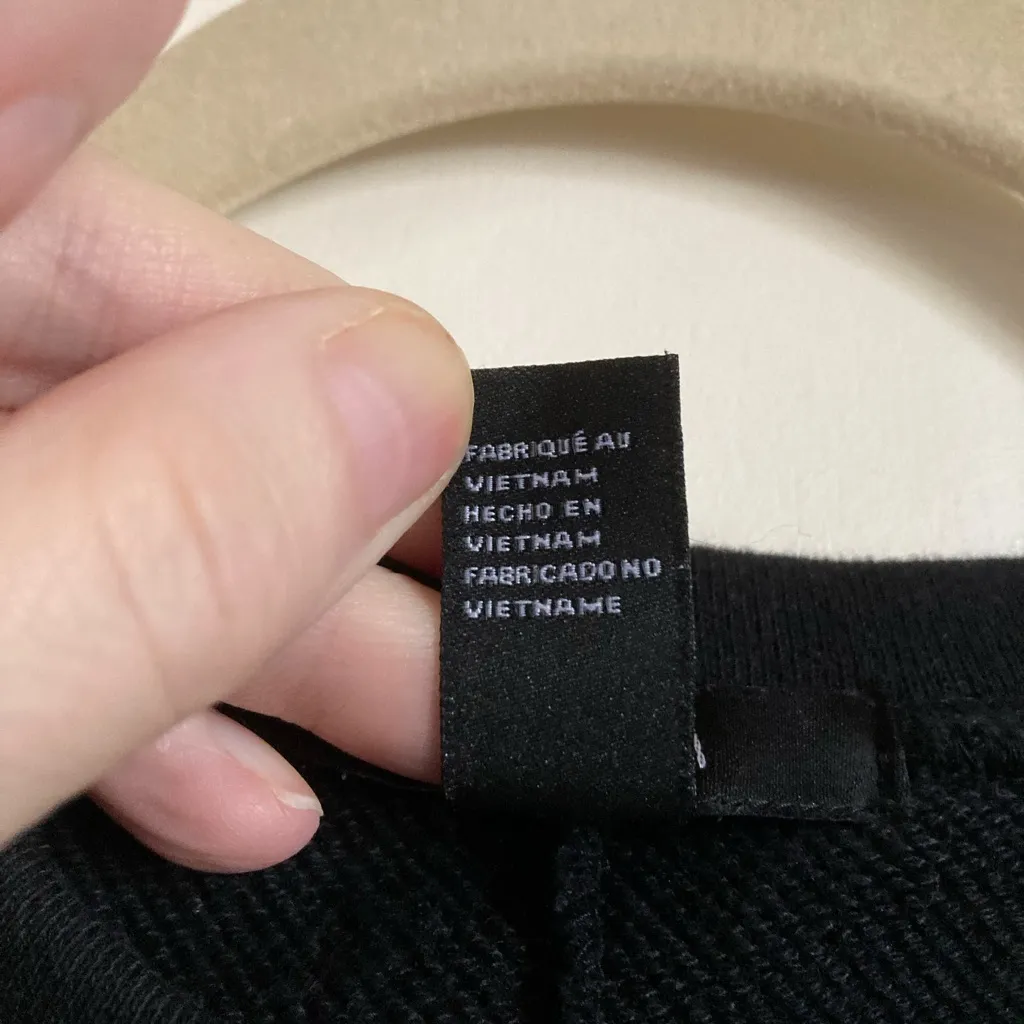 FABRIQUÉ AU
VIETNAM
HECHO EN
VIETNAM
FABRICADO NO
VIETNAME